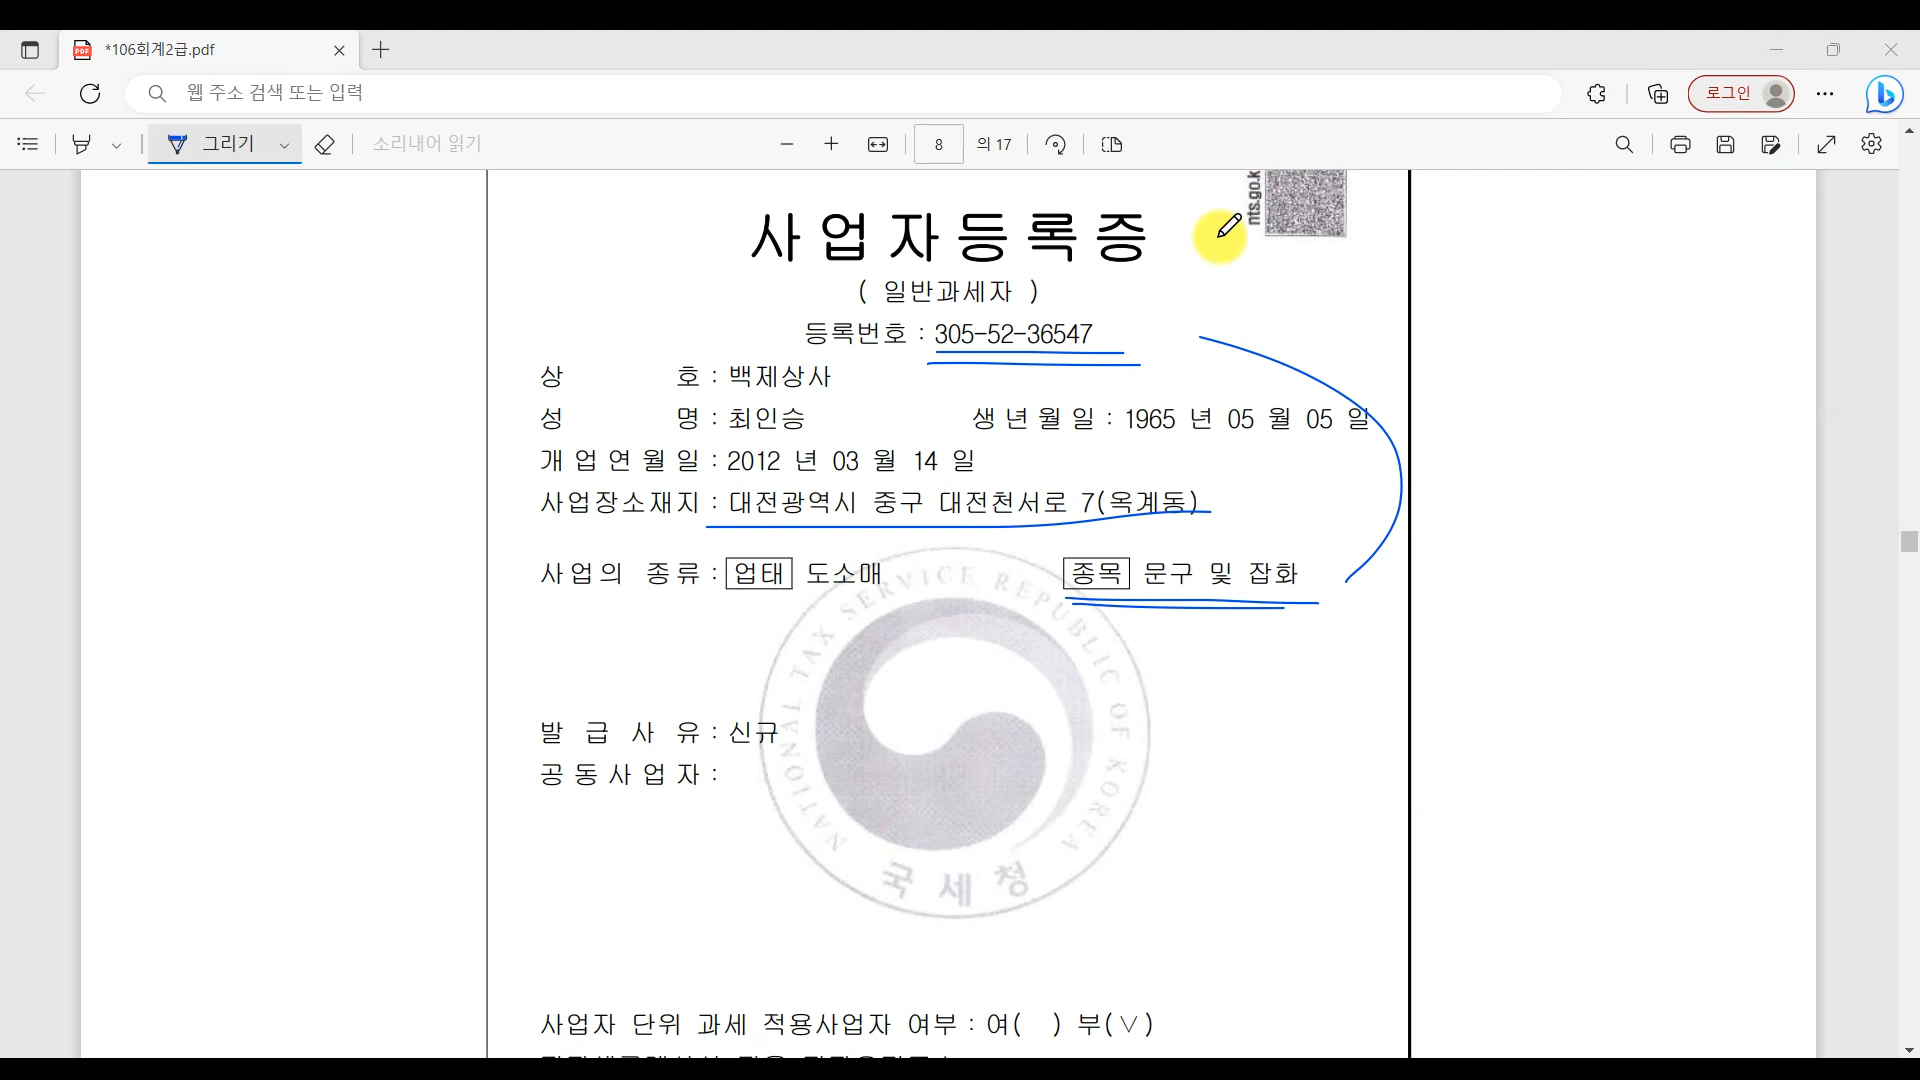 *106회계2급.pdf
웹 주소 검색 또는 입력
로그인
그리기
소리내어 읽기
8 의 17
nts.go.k
사업자등록증
( 일반과세자 )
등록번호 : 305-52-36547
상 호 : 백제상사
성 명 : 최인승 생년월일 : 1965 년 05 월 05 일
개업연월일 : 2012 년 03 월 14 일
사업장소재지 : 대전광역시 중구 대전천서로 7(옥계동)
사업의 종류 : 업태 도소매 종목 문구 및 잡화
NATIONAL TAX SERVICE REPUBLIC OF KOREA
발급사유 : 신규
공동사업자 :
국세청
사업자 단위 과세 적용사업자 여부 : 여( ) 부(∨)